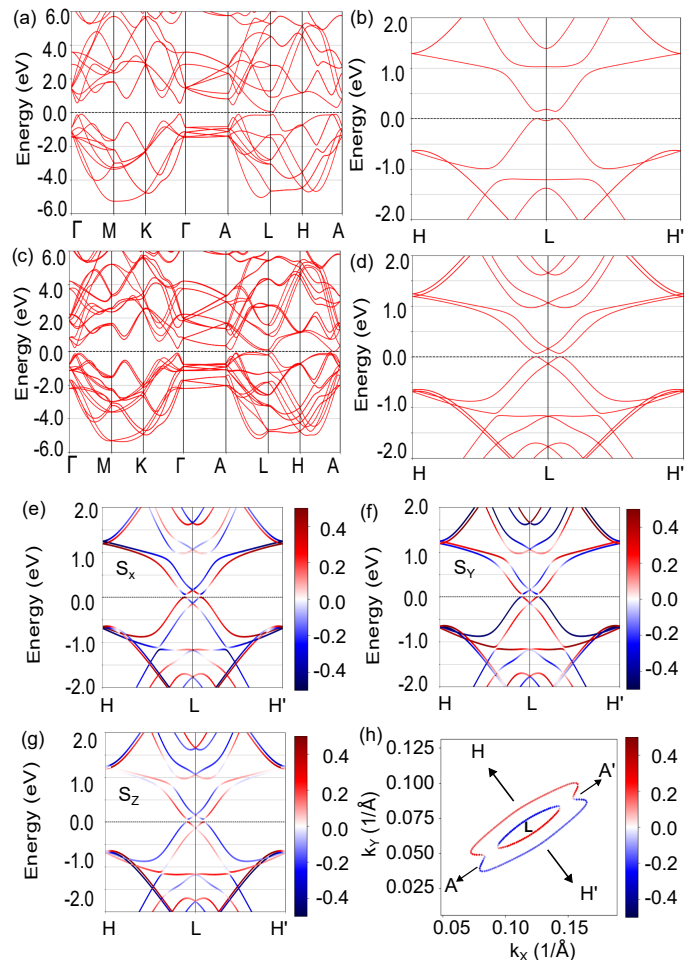 (a)
6.0
4.0
2.0
0.0
-2.0
-4.0
-6.0
Energy (eV)
Γ M K Γ A L H A
(b)
2.0
1.0
0.0
-1.0
-2.0
Energy (eV)
H L H'
(c)
6.0
4.0
2.0
0.0
-2.0
-4.0
-6.0
Energy (eV)
Γ M K Γ A L H A
(d)
2.0
1.0
0.0
-1.0
-2.0
Energy (eV)
H L H'
(e)
2.0
1.0
0.0
-1.0
-2.0
Energy (eV)
Sx
H L H'
0.4
0.2
0.0
-0.2
-0.4
(f)
2.0
1.0
0.0
-1.0
-2.0
Energy (eV)
SY
H L H'
0.4
0.2
0.0
-0.2
-0.4
(g)
2.0
1.0
0.0
-1.0
-2.0
Energy (eV)
SZ
H L H'
0.4
0.2
0.0
-0.2
-0.4
(h)
0.125
0.100
0.075
0.050
0.025
kY (1/Å)
H
A'
L
A
H'
0.05 0.10 0.15
kX (1/Å)
0.4
0.2
0.0
-0.2
-0.4